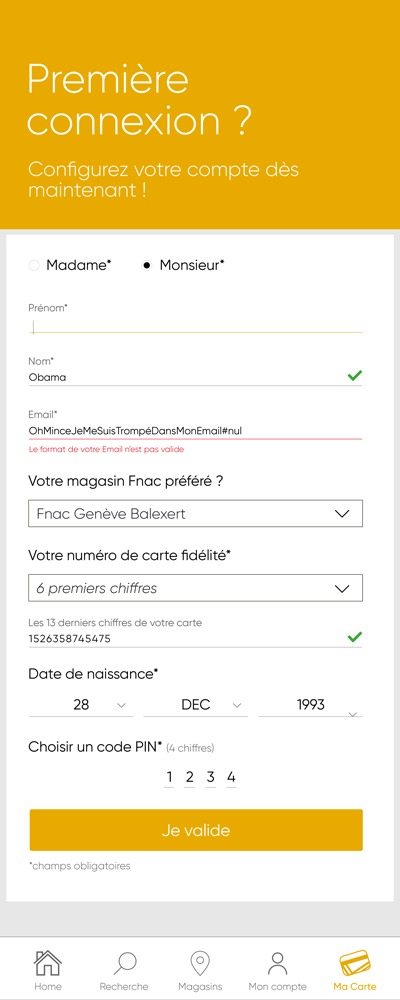 Première
connexion ?
Configurez votre compte dès
maintenant !
Madame* Monsieur*
Prénom*
Nom*
Obama
Email*
OhMinceJeMeSuisTrompéDansMonEmail#nul
Le format de votre Email n'est pas valide
Votre magasin Fnac préféré ?
Fnac Genève Balexert
Votre numéro de carte fidélité*
6 premiers chiffres
Les 13 derniers chiffres de votre carte
1526358745475
Date de naissance*
28 DEC 1993
Choisir un code PIN* (4 chiffres)
1 2 3 4
Je valide
*champs obligatoires
Home Recherche Magasins Mon compte Ma Carte